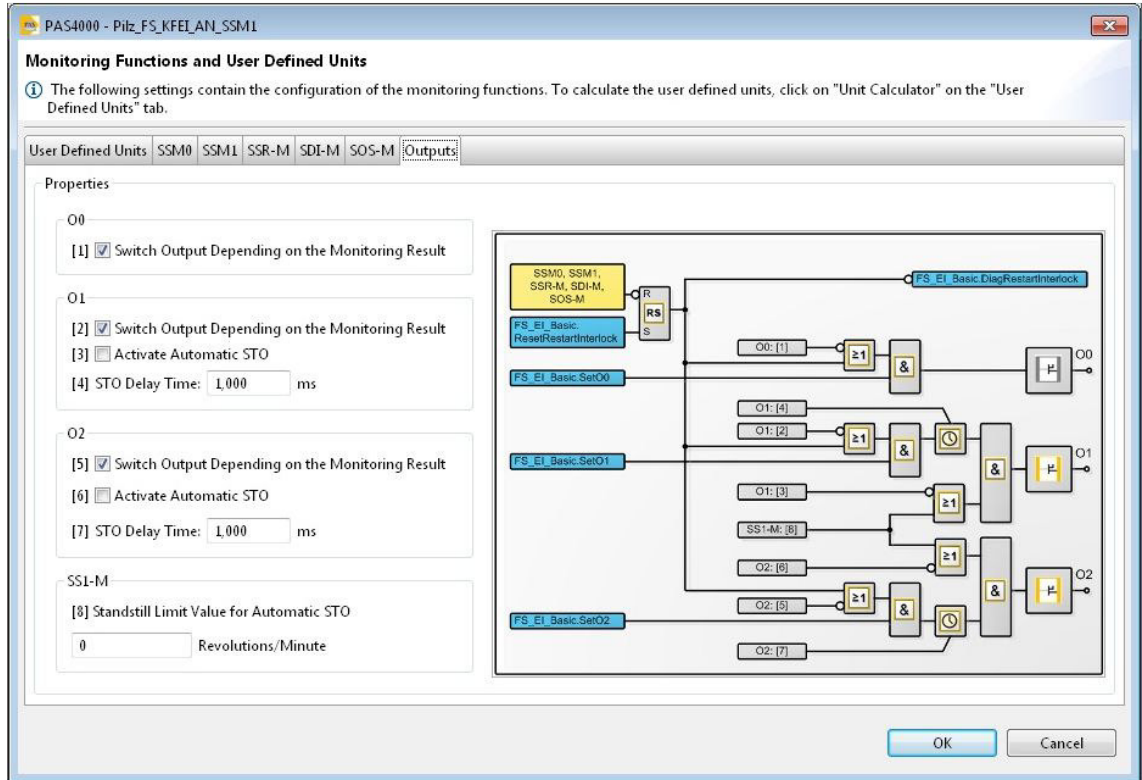 PAS4000 - Pilz_FS_KFEI_AN_SSM1
Monitoring Functions and User Defined Units
The following settings contain the configuration of the monitoring functions. To calculate the user defined units, click on "Unit Calculator" on the "User
Defined Units" tab.
User Defined Units SSM0 SSM1 SSR-M SDI-M SOS-M Outputs
Properties
O0
[1] Switch Output Depending on the Monitoring Result
O1
[2] Switch Output Depending on the Monitoring Result
[3] Activate Automatic STO
[4] STO Delay Time: 1,000 ms
O2
[5] Switch Output Depending on the Monitoring Result
[6] Activate Automatic STO
[7] STO Delay Time: 1,000 ms
SS1-M
[8] Standstill Limit Value for Automatic STO
0 Revolutions/Minute
SSM0, SSM1,
SSR-M, SDI-M,
SOS-M
FS_EI_Basic.DiagRestartInterlock
R
RS
S
FS_EI_Basic.
ResetRestartInterlock
O0: [1]
≥1
&
O0
FS_EI_Basic.SetO0
O1: [4]
O1: [2]
≥1
&
&
O1
FS_EI_Basic.SetO1
O1: [3]
≥1
SS1-M: [8]
≥1
O2: [6]
&
O2
O2: [5]
≥1
&
FS_EI_Basic.SetO2
O2: [7]
OK
Cancel